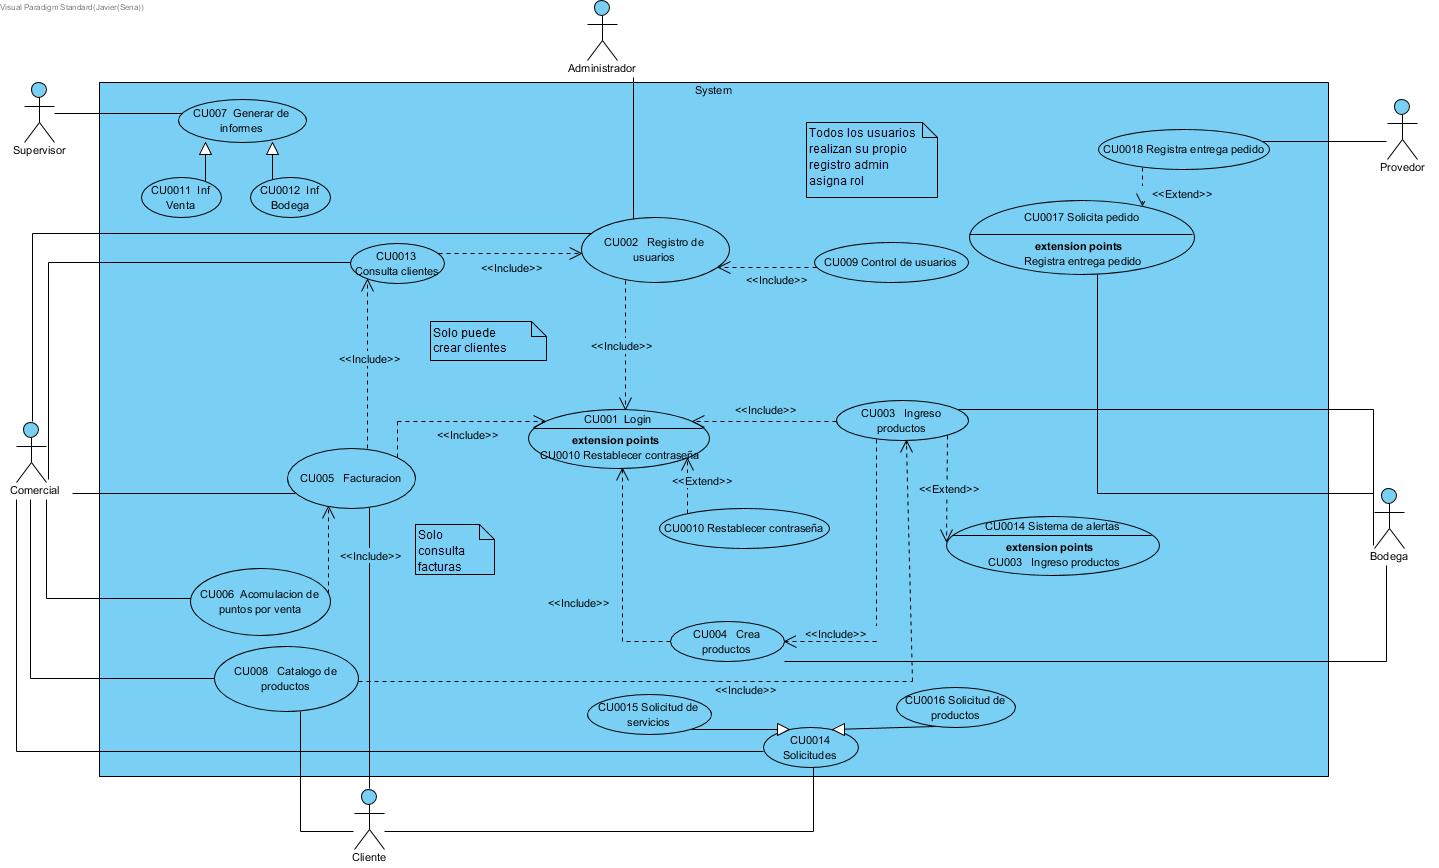 Visual Paradigm Standard(Javier(Sena))
Administrador
System
Supervisor
CU007 Generar de
informes
CU0011 Inf
Venta
CU0012 Inf
Bodega
Todos los usuarios
realizan su propio
registro admin
asigna rol
CU0018 Registra entrega pedido
Provedor
<<Extend>>
CU0017 Solicita pedido
extension points
Registra entrega pedido
CU002 Registro de
usuarios
CU0013
Consulta clientes
<<Include>>
CU009 Control de usuarios
<<Include>>
Solo puede
crear clientes
<<Include>>
<<Include>>
CU001 Login
extension points
CU0010 Restablecer contraseña
<<Include>>
CU003 Ingreso
productos
<<Include>>
Comercial
CU005 Facturacion
<<Extend>>
<<Extend>>
CU0010 Restablecer contraseña
CU0014 Sistema de alertas
extension points
CU003 Ingreso productos
Bodega
Solo
consulta
facturas
<<Include>>
CU006 Acomulacion de
puntos por venta
<<Include>>
CU004 Crea
productos
<<Include>>
CU008 Catalogo de
productos
<<Include>>
CU0015 Solicitud de
servicios
CU0016 Solicitud de
productos
CU0014
Solicitudes
Cliente